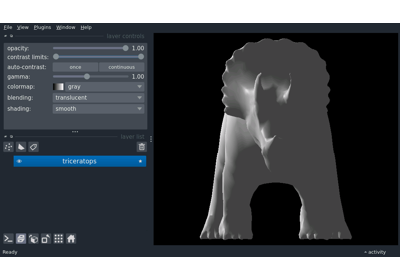 File View Plugins Window Help
layer controls
opacity: 1.00
contrast limits:
auto-contrast: once continuous
gamma: 1.00
colormap: gray
blending: translucent
shading: smooth
layer list
triceratops
Ready activity